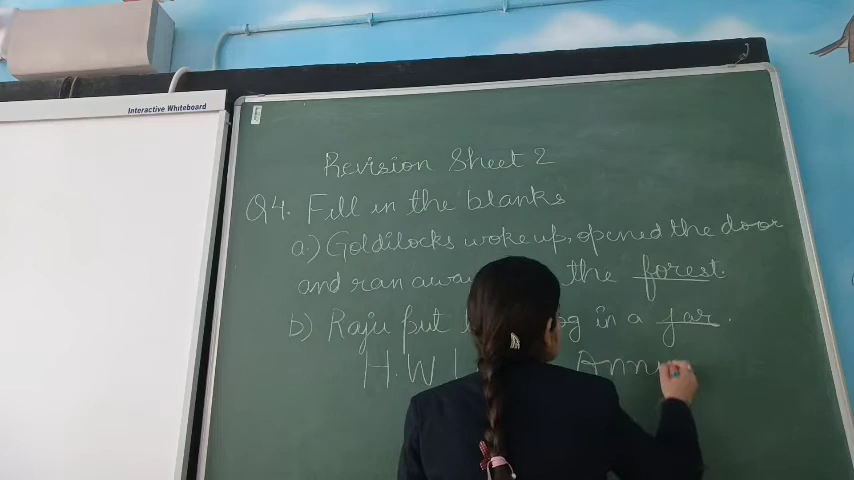 Interactive Whiteboard
Revision Sheet 2
Q4. Fill in the blanks
a.) Goldilocks woke up, opened the door
and ran the forest.
b) Raju put in a jar.
H.W